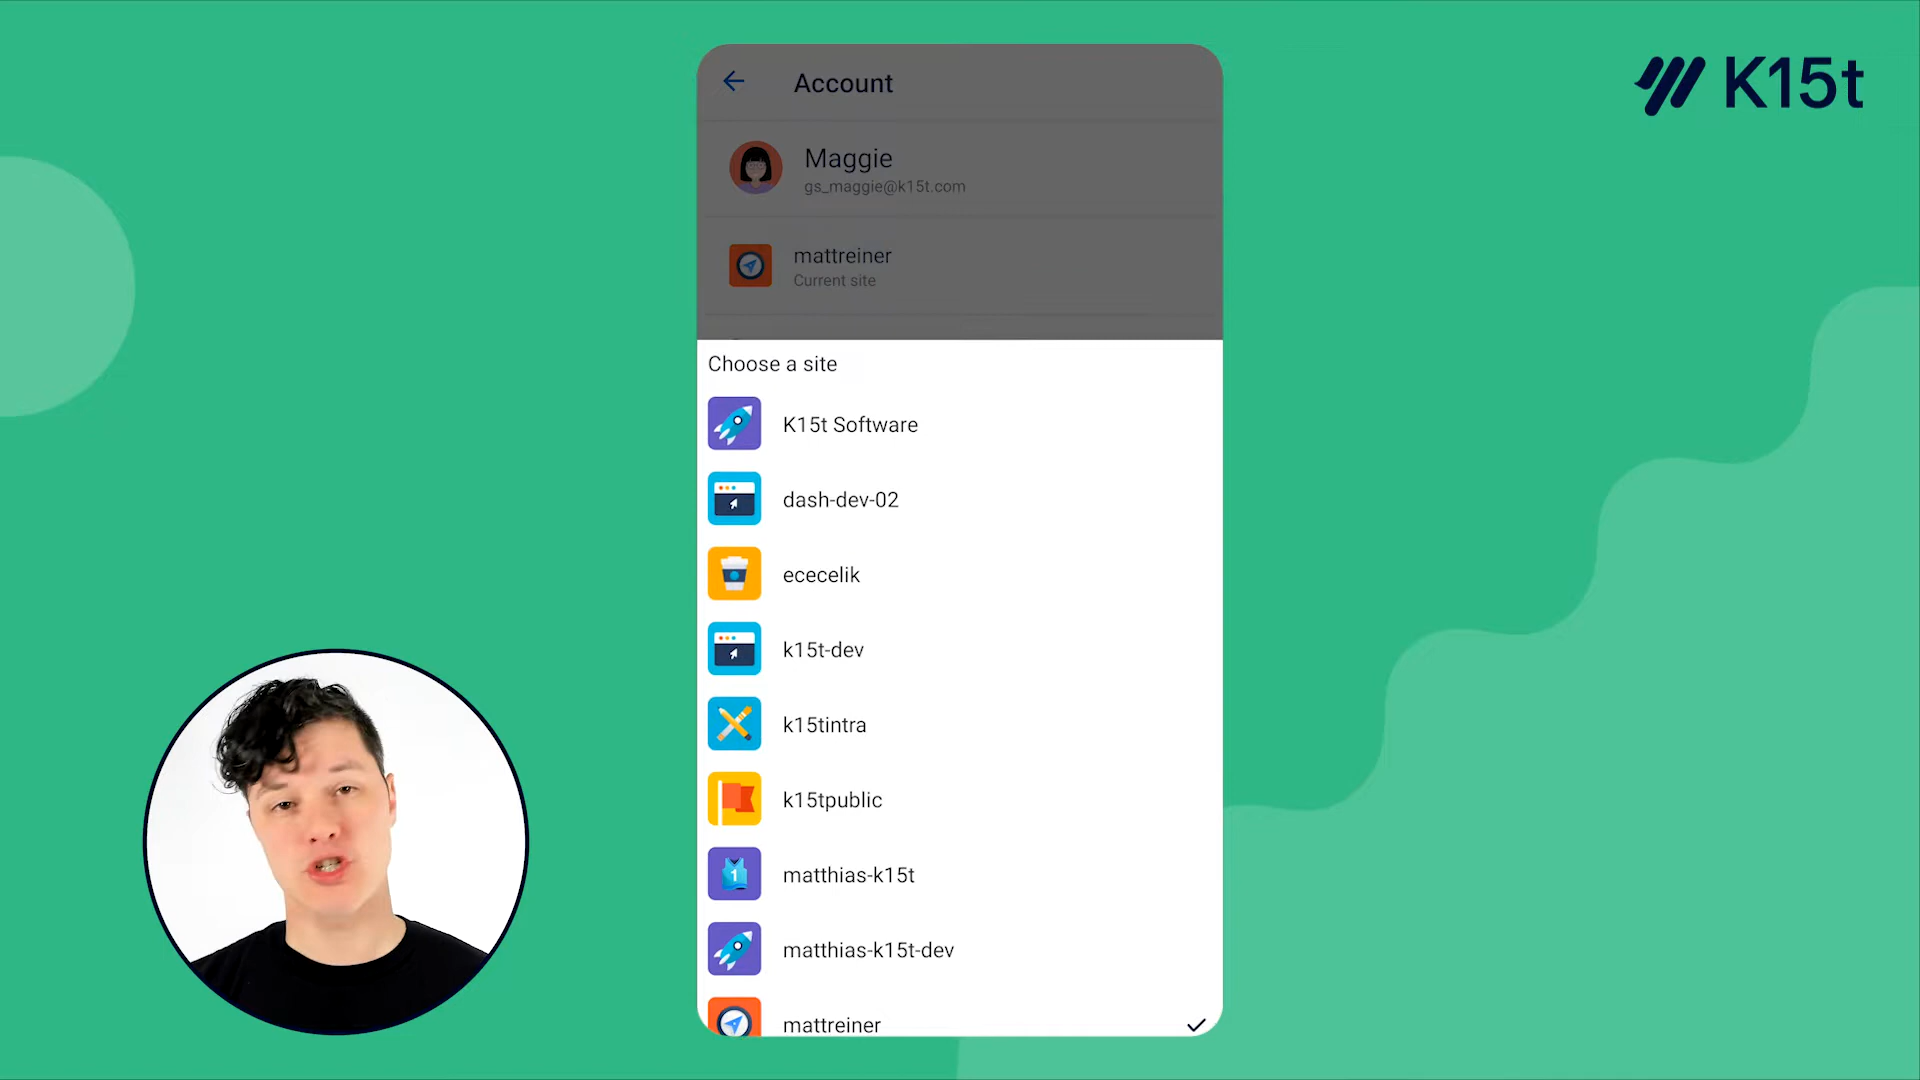 Account
K15t
Maggie
gs_maggie@k15t.com
mattreiner
Current site
Choose a site
K15t Software
dash-dev-02
ececelik
k15t-dev
k15tintra
k15tpublic
1
matthias-k15t
matthias-k15t-dev
mattreiner